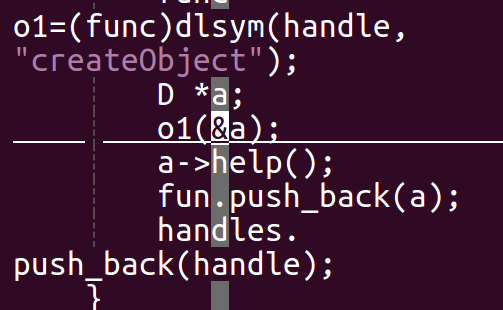 o1=(func)dlsym(handle,
"createObject");
D *a;
o1(&a);
a->help();
fun.push_back(a);
handles.
push_back(handle);
}